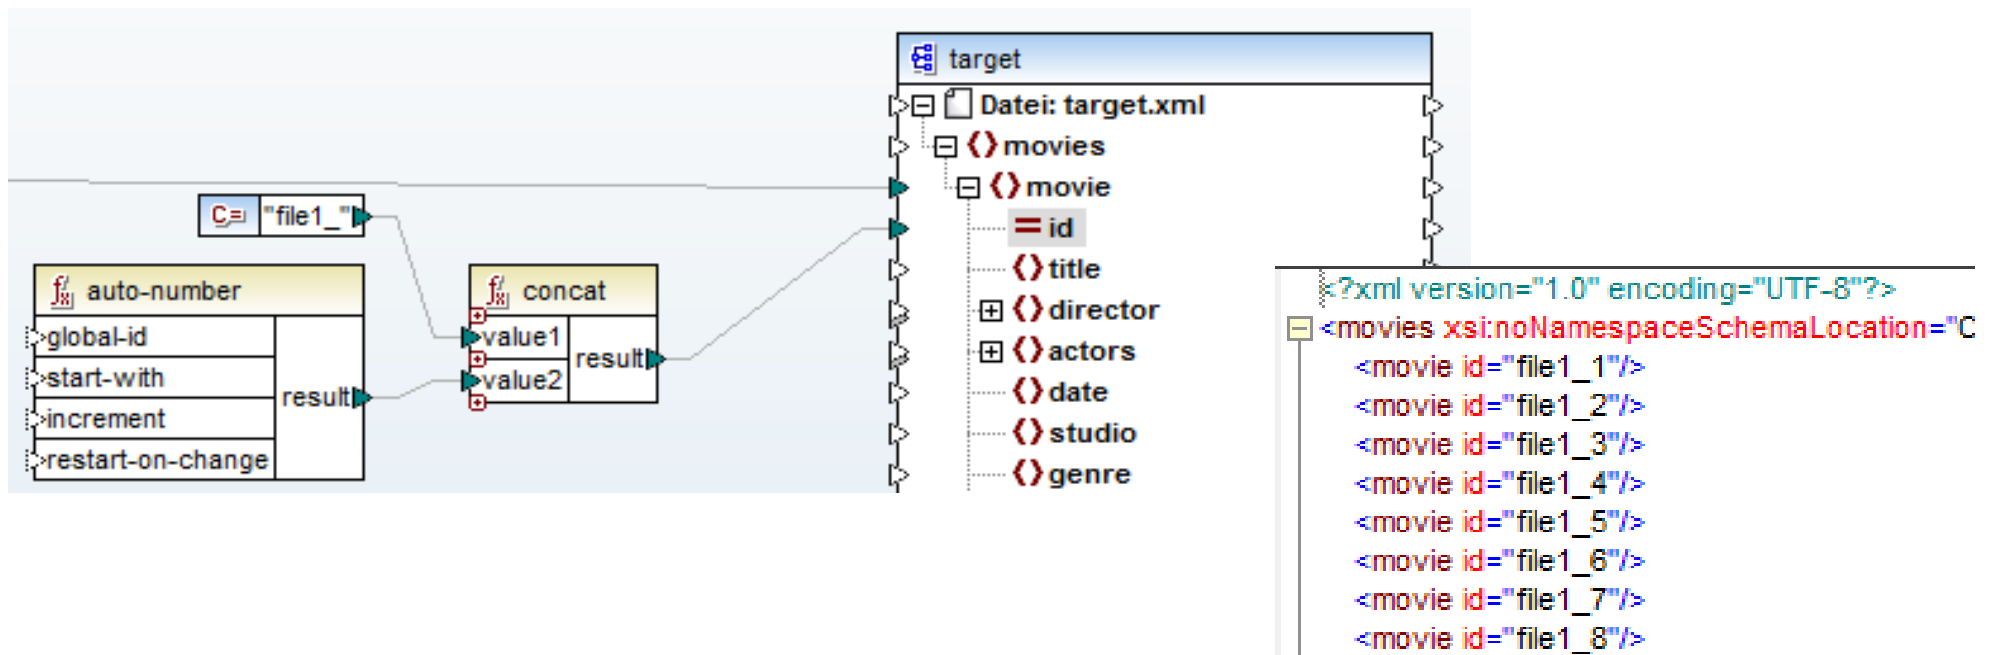 target
Datei: target.xml
movies
movie
id
title
director
actors
date
studio
genre
C= "file1_"
fx auto-number
global-id
start-with
increment
restart-on-change
result
fx concat
value1
value2
result
<?xml version="1.0" encoding="UTF-8"?>
<movies xsi:noNamespaceSchemaLocation="C
<movie id="file1_1"/>
<movie id="file1_2"/>
<movie id="file1_3"/>
<movie id="file1_4"/>
<movie id="file1_5"/>
<movie id="file1_6"/>
<movie id="file1_7"/>
<movie id="file1_8"/>